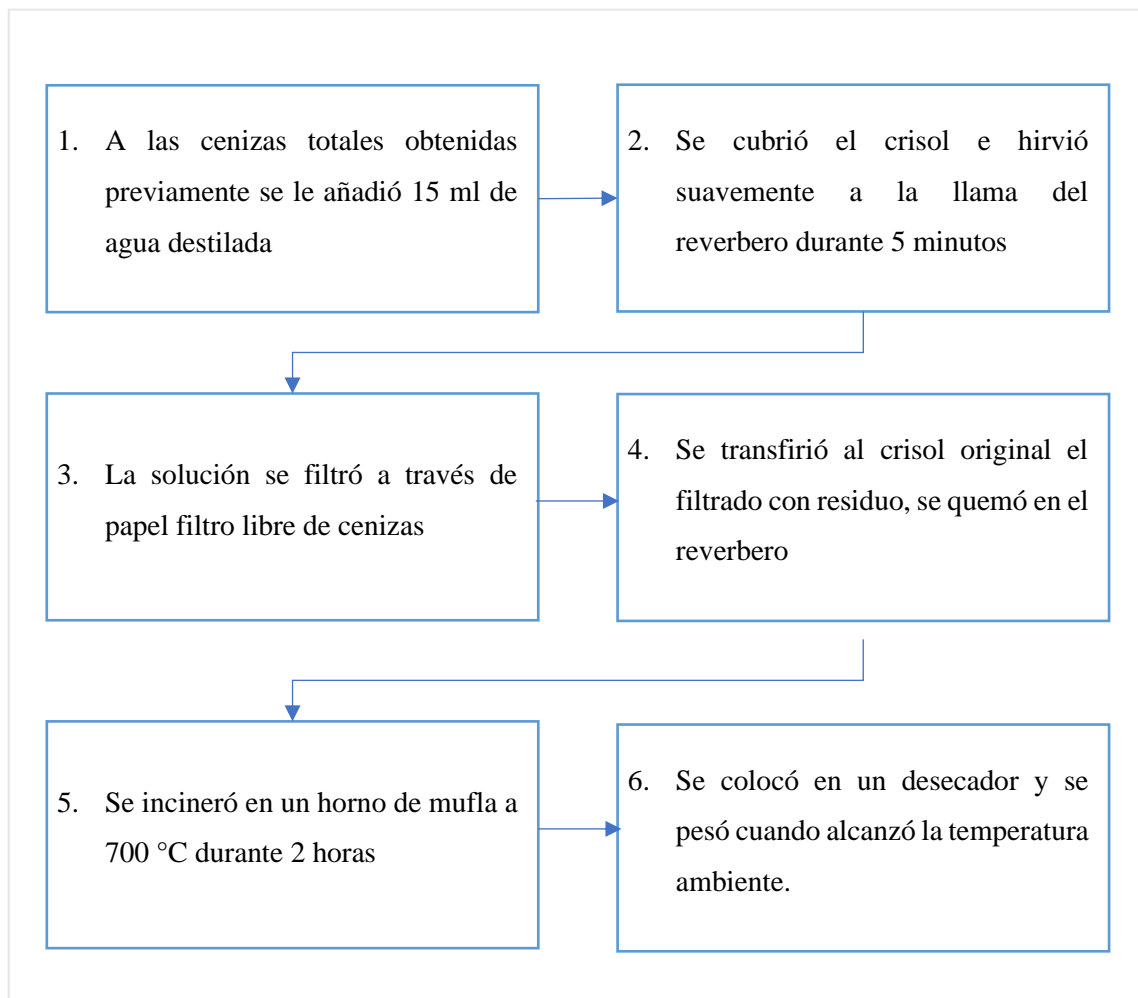 1. A las cenizas totales obtenidas
previamente se le añadió 15 ml de
agua destilada
2. Se cubrió el crisol e hirvió
suavemente a la llama del
reverbero durante 5 minutos
3. La solución se filtró a través de
papel filtro libre de cenizas
4. Se transfirió al crisol original el
filtrado con residuo, se quemó en el
reverbero
5. Se incineró en un horno de mufla a
700 °C durante 2 horas
6. Se colocó en un desecador y se
pesó cuando alcanzó la temperatura
ambiente.